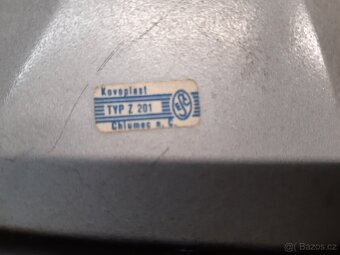 Kovoplast
TYP Z 201
Chlumec n. C
Bazos.cz